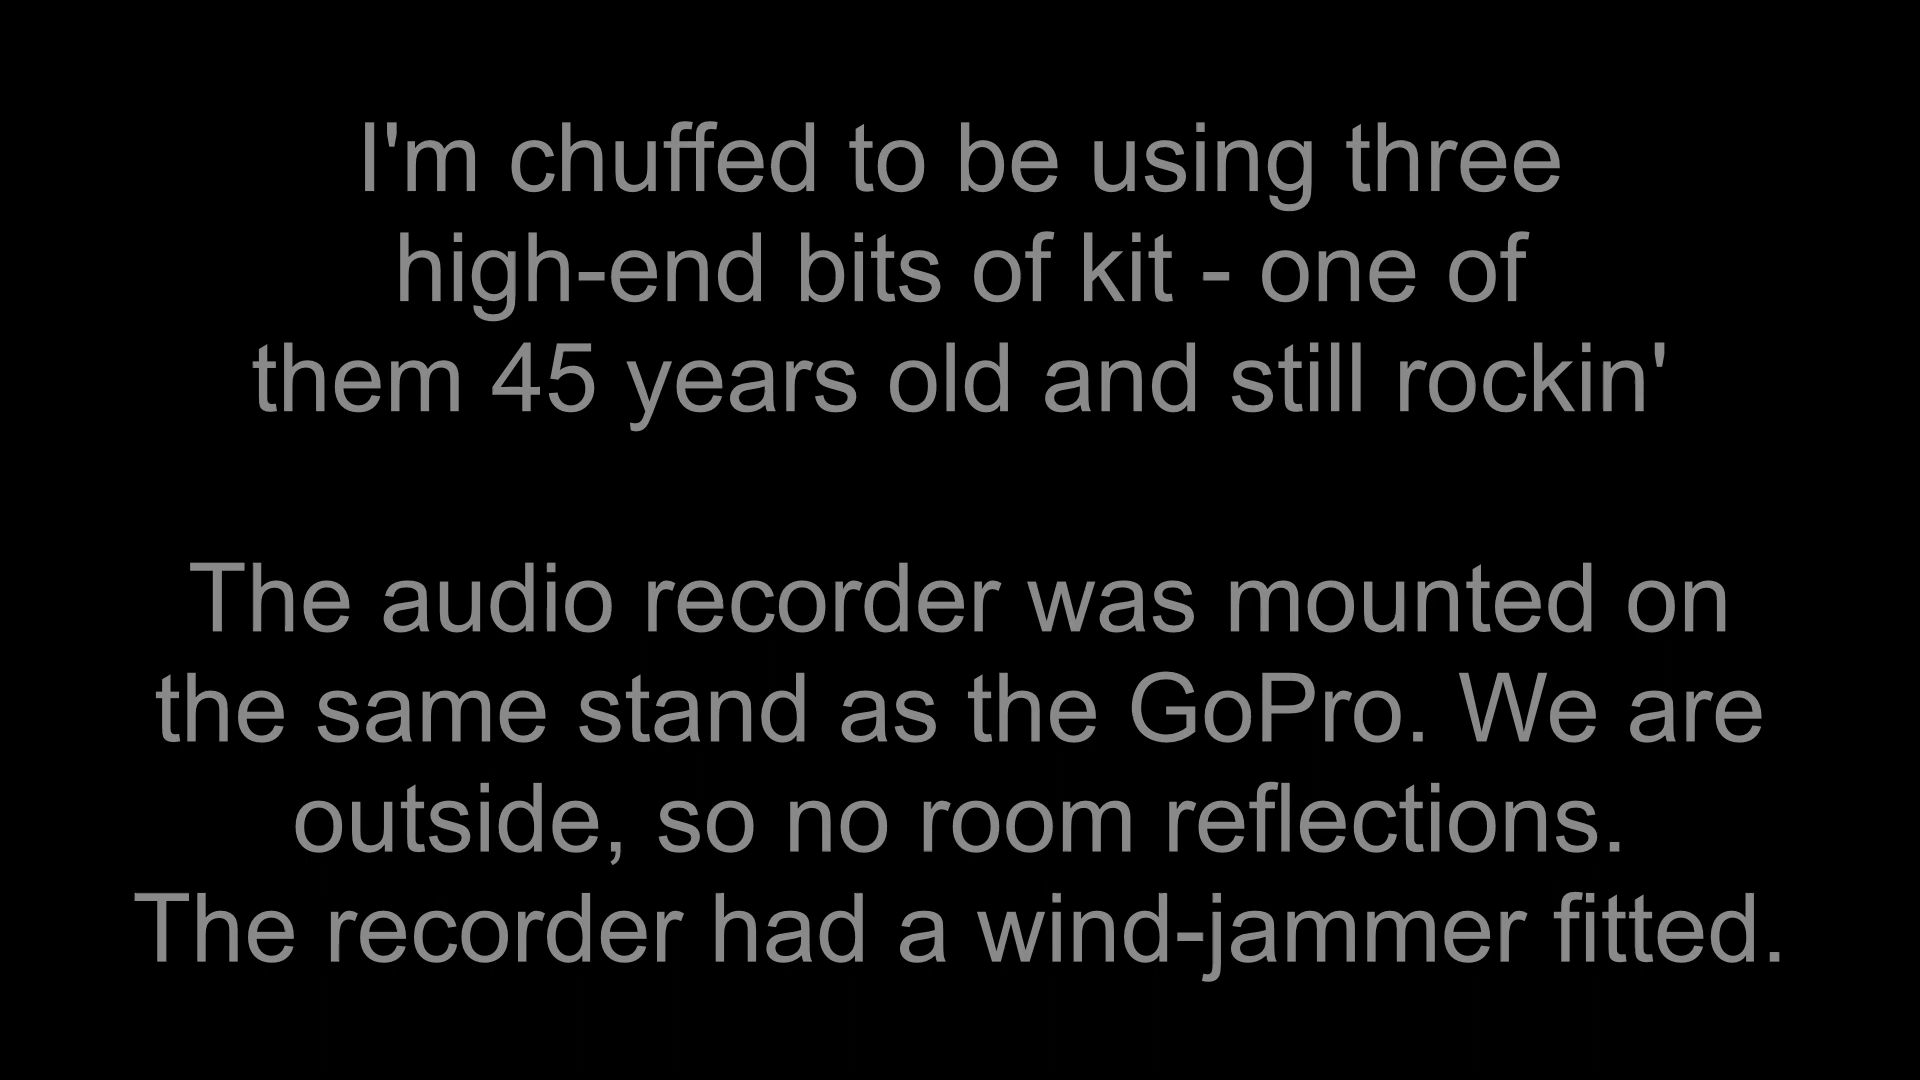 I'm chuffed to be using three
high-end bits of kit - one of
them 45 years old and still rockin'
The audio recorder was mounted on
the same stand as the GoPro. We are
outside, so no room reflections.
The recorder had a wind-jammer fitted.